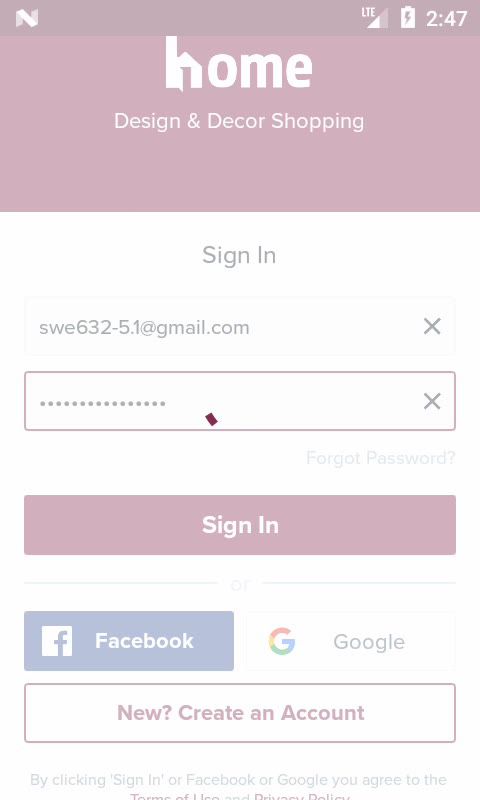 LTE 2:47
home
Design & Decor Shopping
Sign In
swe632-5.1@gmail.com
••••••••••••••••
Forgot Password?
Sign In
or
Facebook Google
New? Create an Account
By clicking 'Sign In' or Facebook or Google you agree to the
Terms of Use and Privacy Policy